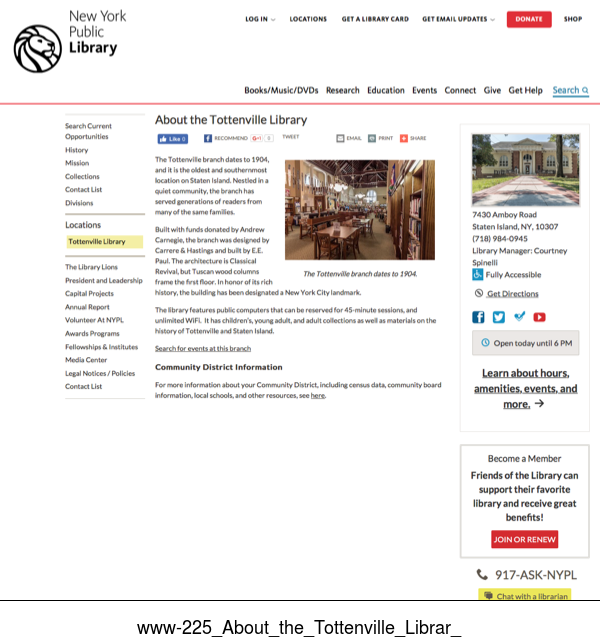 New York
Public
Library
LOG IN
LOCATIONS
GET A LIBRARY CARD
GET EMAIL UPDATES
DONATE
SHOP
Books/Music/DVDs Research Education Events Connect Give Get Help Search
Search Current
Opportunities
History
Mission
Collections
Contact List
Divisions
Locations
Tottenville Library
The Library Lions
President and Leadership
Capital Projects
Annual Report
Volunteer At NYPL
Awards Programs
Fellowships & Institutes
Media Center
Legal Notices / Policies
Contact List
About the Tottenville Library
Like 0
RECOMMEND
G+1 0
TWEET
EMAIL
PRINT
SHARE
The Tottenville branch dates to 1904,
and it is the oldest and southernmost
location on Staten Island. Nestled in a
quiet community, the branch has
served generations of readers from
many of the same families.
Built with funds donated by Andrew
Carnegie, the branch was designed by
Carrere & Hastings and built by E.E.
Paul. The architecture is Classical
Revival, but Tuscan wood columns
frame the first floor. In honor of its rich
history, the building has been designated a New York City landmark.
The Tottenville branch dates to 1904.
The library features public computers that can be reserved for 45-minute sessions, and
unlimited WiFi. It has children's, young adult, and adult collections as well as materials on the
history of Tottenville and Staten Island.
Search for events at this branch
Community District Information
For more information about your Community District, including census data, community board
information, local schools, and other resources, see here.
7430 Amboy Road
Staten Island, NY, 10307
(718) 984-0945
Library Manager: Courtney
Spinelli
Fully Accessible
Get Directions
Open today until 6 PM
Learn about hours,
amenities, events, and
more. →
Become a Member
Friends of the Library can
support their favorite
library and receive great
benefits!
JOIN OR RENEW
917-ASK-NYPL
Chat with a librarian
www-225_About_the_Tottenville_Librar_